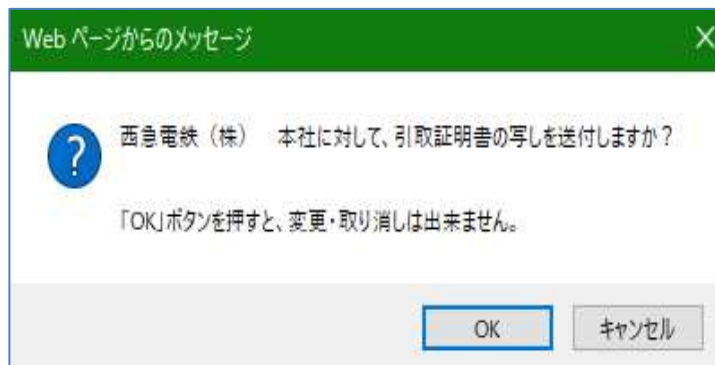 Web ページからのメッセージ
西急電鉄（株）　本社に対して、引取証明書の写しを送付しますか？
「OK」ボタンを押すと、変更・取り消しは出来ません。
OK
キャンセル